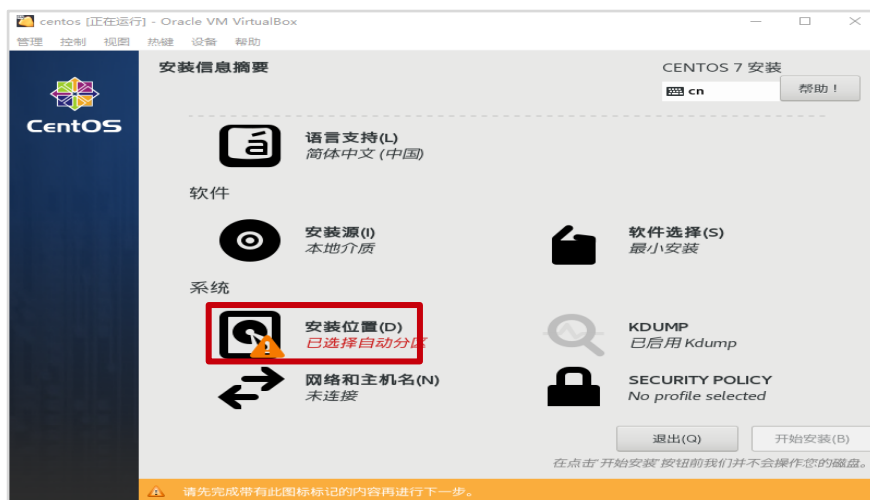 centos [正在运行] - Oracle VM VirtualBox
管理 控制 视图 热键 设备 帮助
安装信息摘要
CENTOS 7 安装
cn
帮助！
CentOS
语言支持(L)
简体中文 (中国)
软件
安装源(I)
本地介质
软件选择(S)
最小安装
系统
安装位置(D)
已选择自动分区
KDUMP
已启用 Kdump
网络和主机名(N)
未连接
SECURITY POLICY
No profile selected
退出(Q)
开始安装(B)
在点击"开始安装"按钮前我们并不会操作您的磁盘。
请先完成带有此图标标记的内容再进行下一步。